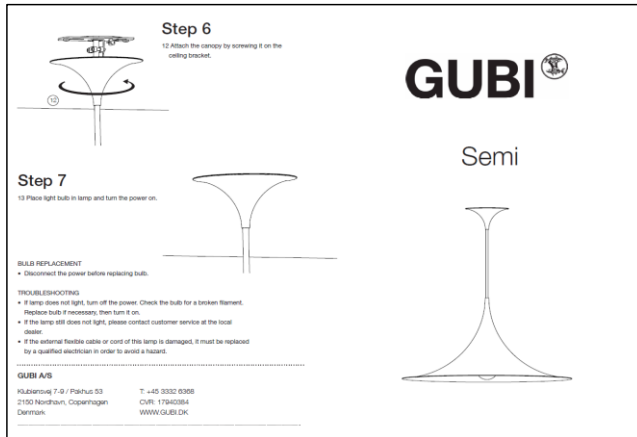 Step 6
12 Attach the canopy by screwing it on the
ceiling bracket.
12
Step 7
13 Place light bulb in lamp and turn the power on.
BULB REPLACEMENT
• Disconnect the power before replacing bulb.
TROUBLESHOOTING
• If lamp does not light, turn off the power. Check the bulb for a broken filament.
Replace bulb if necessary, then turn it on.
• If the lamp still does not light, please contact customer service at the local
dealer.
• If the external flexible cable or cord of this lamp is damaged, it must be replaced
by a qualified electrician in order to avoid a hazard.
GUBI A/S
Klubiensvej 7-9 / Pakhus 53
2150 Nordhavn, Copenhagen
Denmark
T: +45 3332 6368
CVR: 17940384
WWW.GUBI.DK
GUBI
Semi